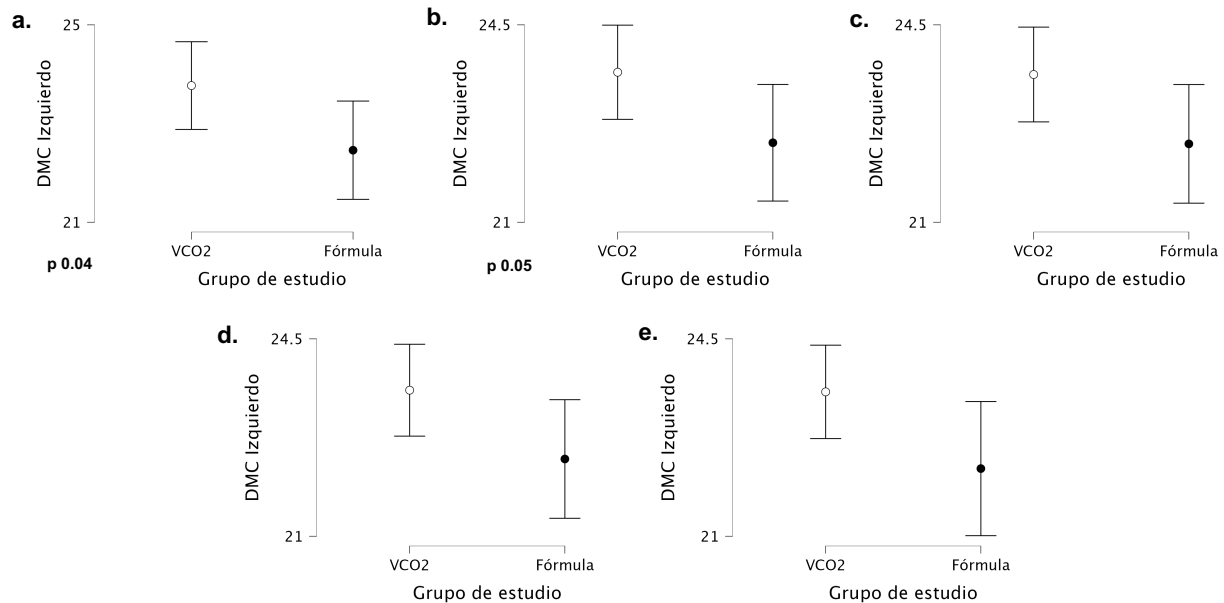 a.
25
DMC Izquierdo
21
VCO2
Fórmula
p 0.04
Grupo de estudio
b.
24.5
DMC Izquierdo
21
VCO2
Fórmula
p 0.05
Grupo de estudio
c.
24.5
DMC Izquierdo
21
VCO2
Fórmula
Grupo de estudio
d.
24.5
DMC Izquierdo
21
VCO2
Fórmula
Grupo de estudio
e.
24.5
DMC Izquierdo
21
VCO2
Fórmula
Grupo de estudio